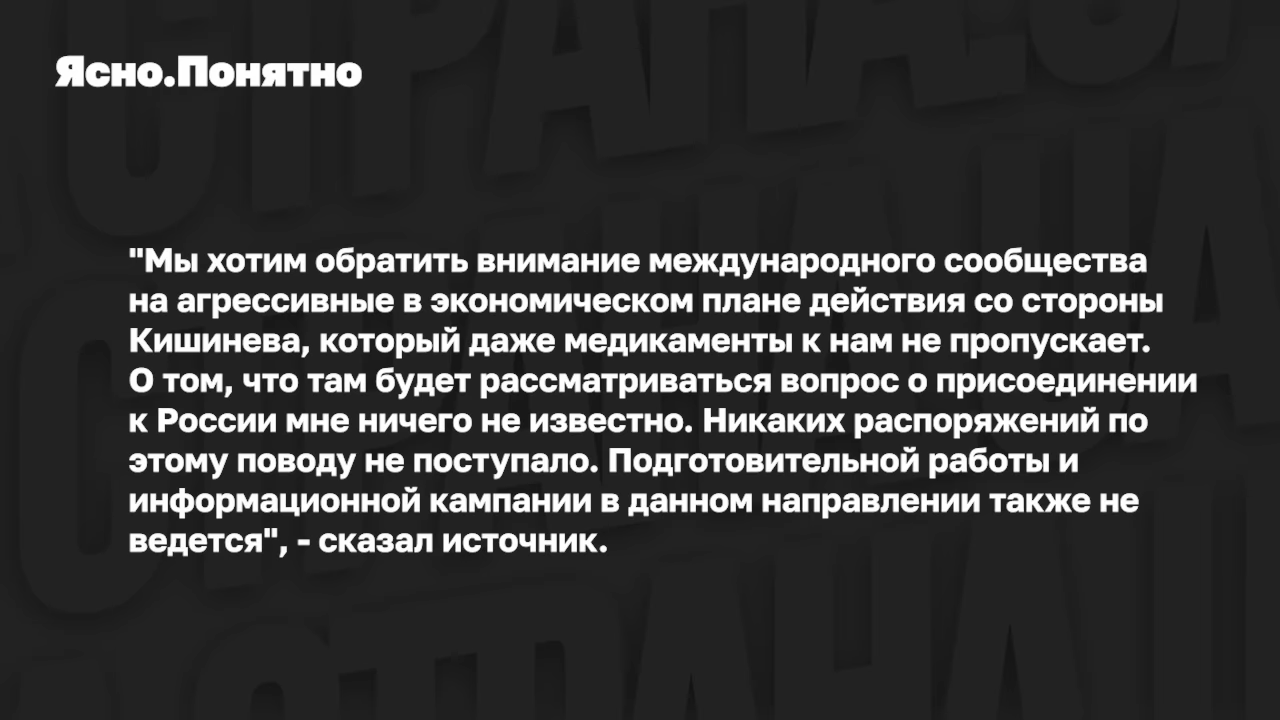 Ясно.Понятно
"Мы хотим обратить внимание международного сообщества
на агрессивные в экономическом плане действия со стороны
Кишинева, который даже медикаменты к нам не пропускает.
О том, что там будет рассматриваться вопрос о присоединении
к России мне ничего не известно. Никаких распоряжений по
этому поводу не поступало. Подготовительной работы и
информационной кампании в данном направлении также не
ведется", - сказал источник.